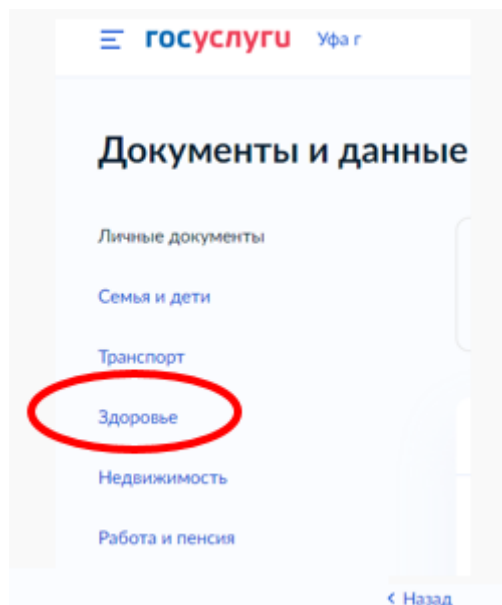 госуслуги Уфа г
Документы и данные
Личные документы
Семья и дети
Транспорт
Здоровье
Недвижимость
Работа и пенсия
< Назад